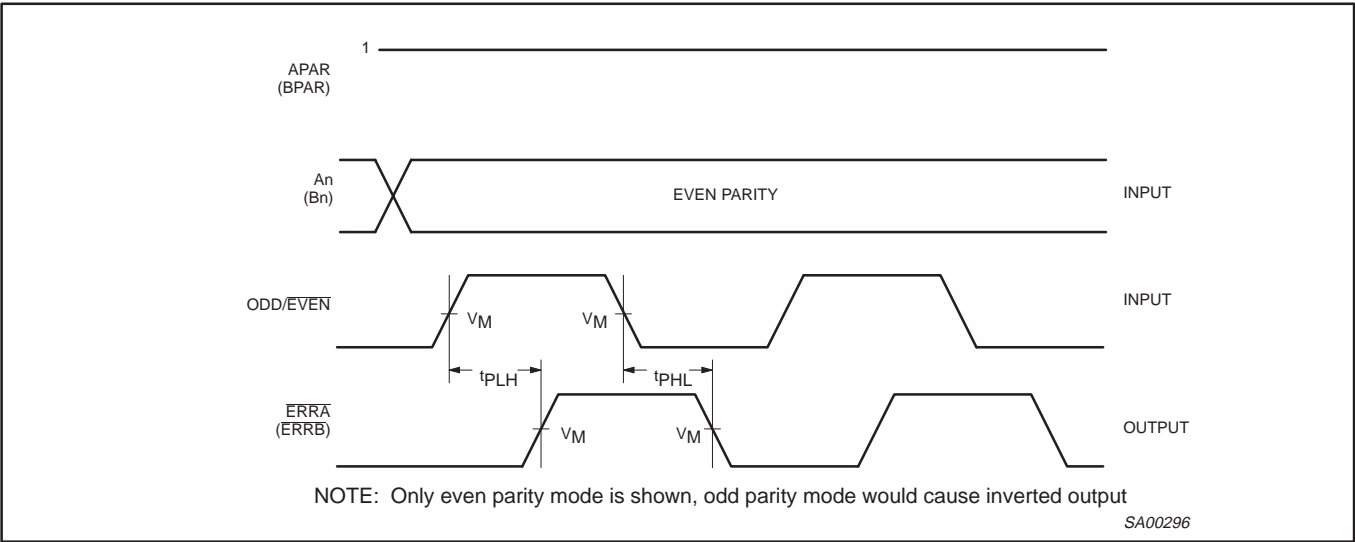 1
APAR
(BPAR)
An
(Bn)
EVEN PARITY
INPUT
ODD/EVEN
VM
VM
INPUT
tPLH
tPHL
ERRA
(ERRB)
VM
VM
OUTPUT
NOTE: Only even parity mode is shown, odd parity mode would cause inverted output
SA00296